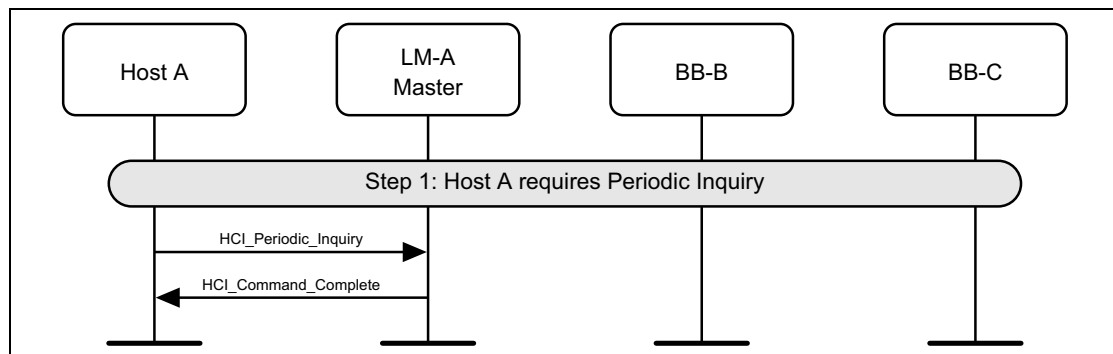 Host A
LM-A
Master
BB-B
BB-C
Step 1: Host A requires Periodic Inquiry
HCI_Periodic_Inquiry
HCI_Command_Complete